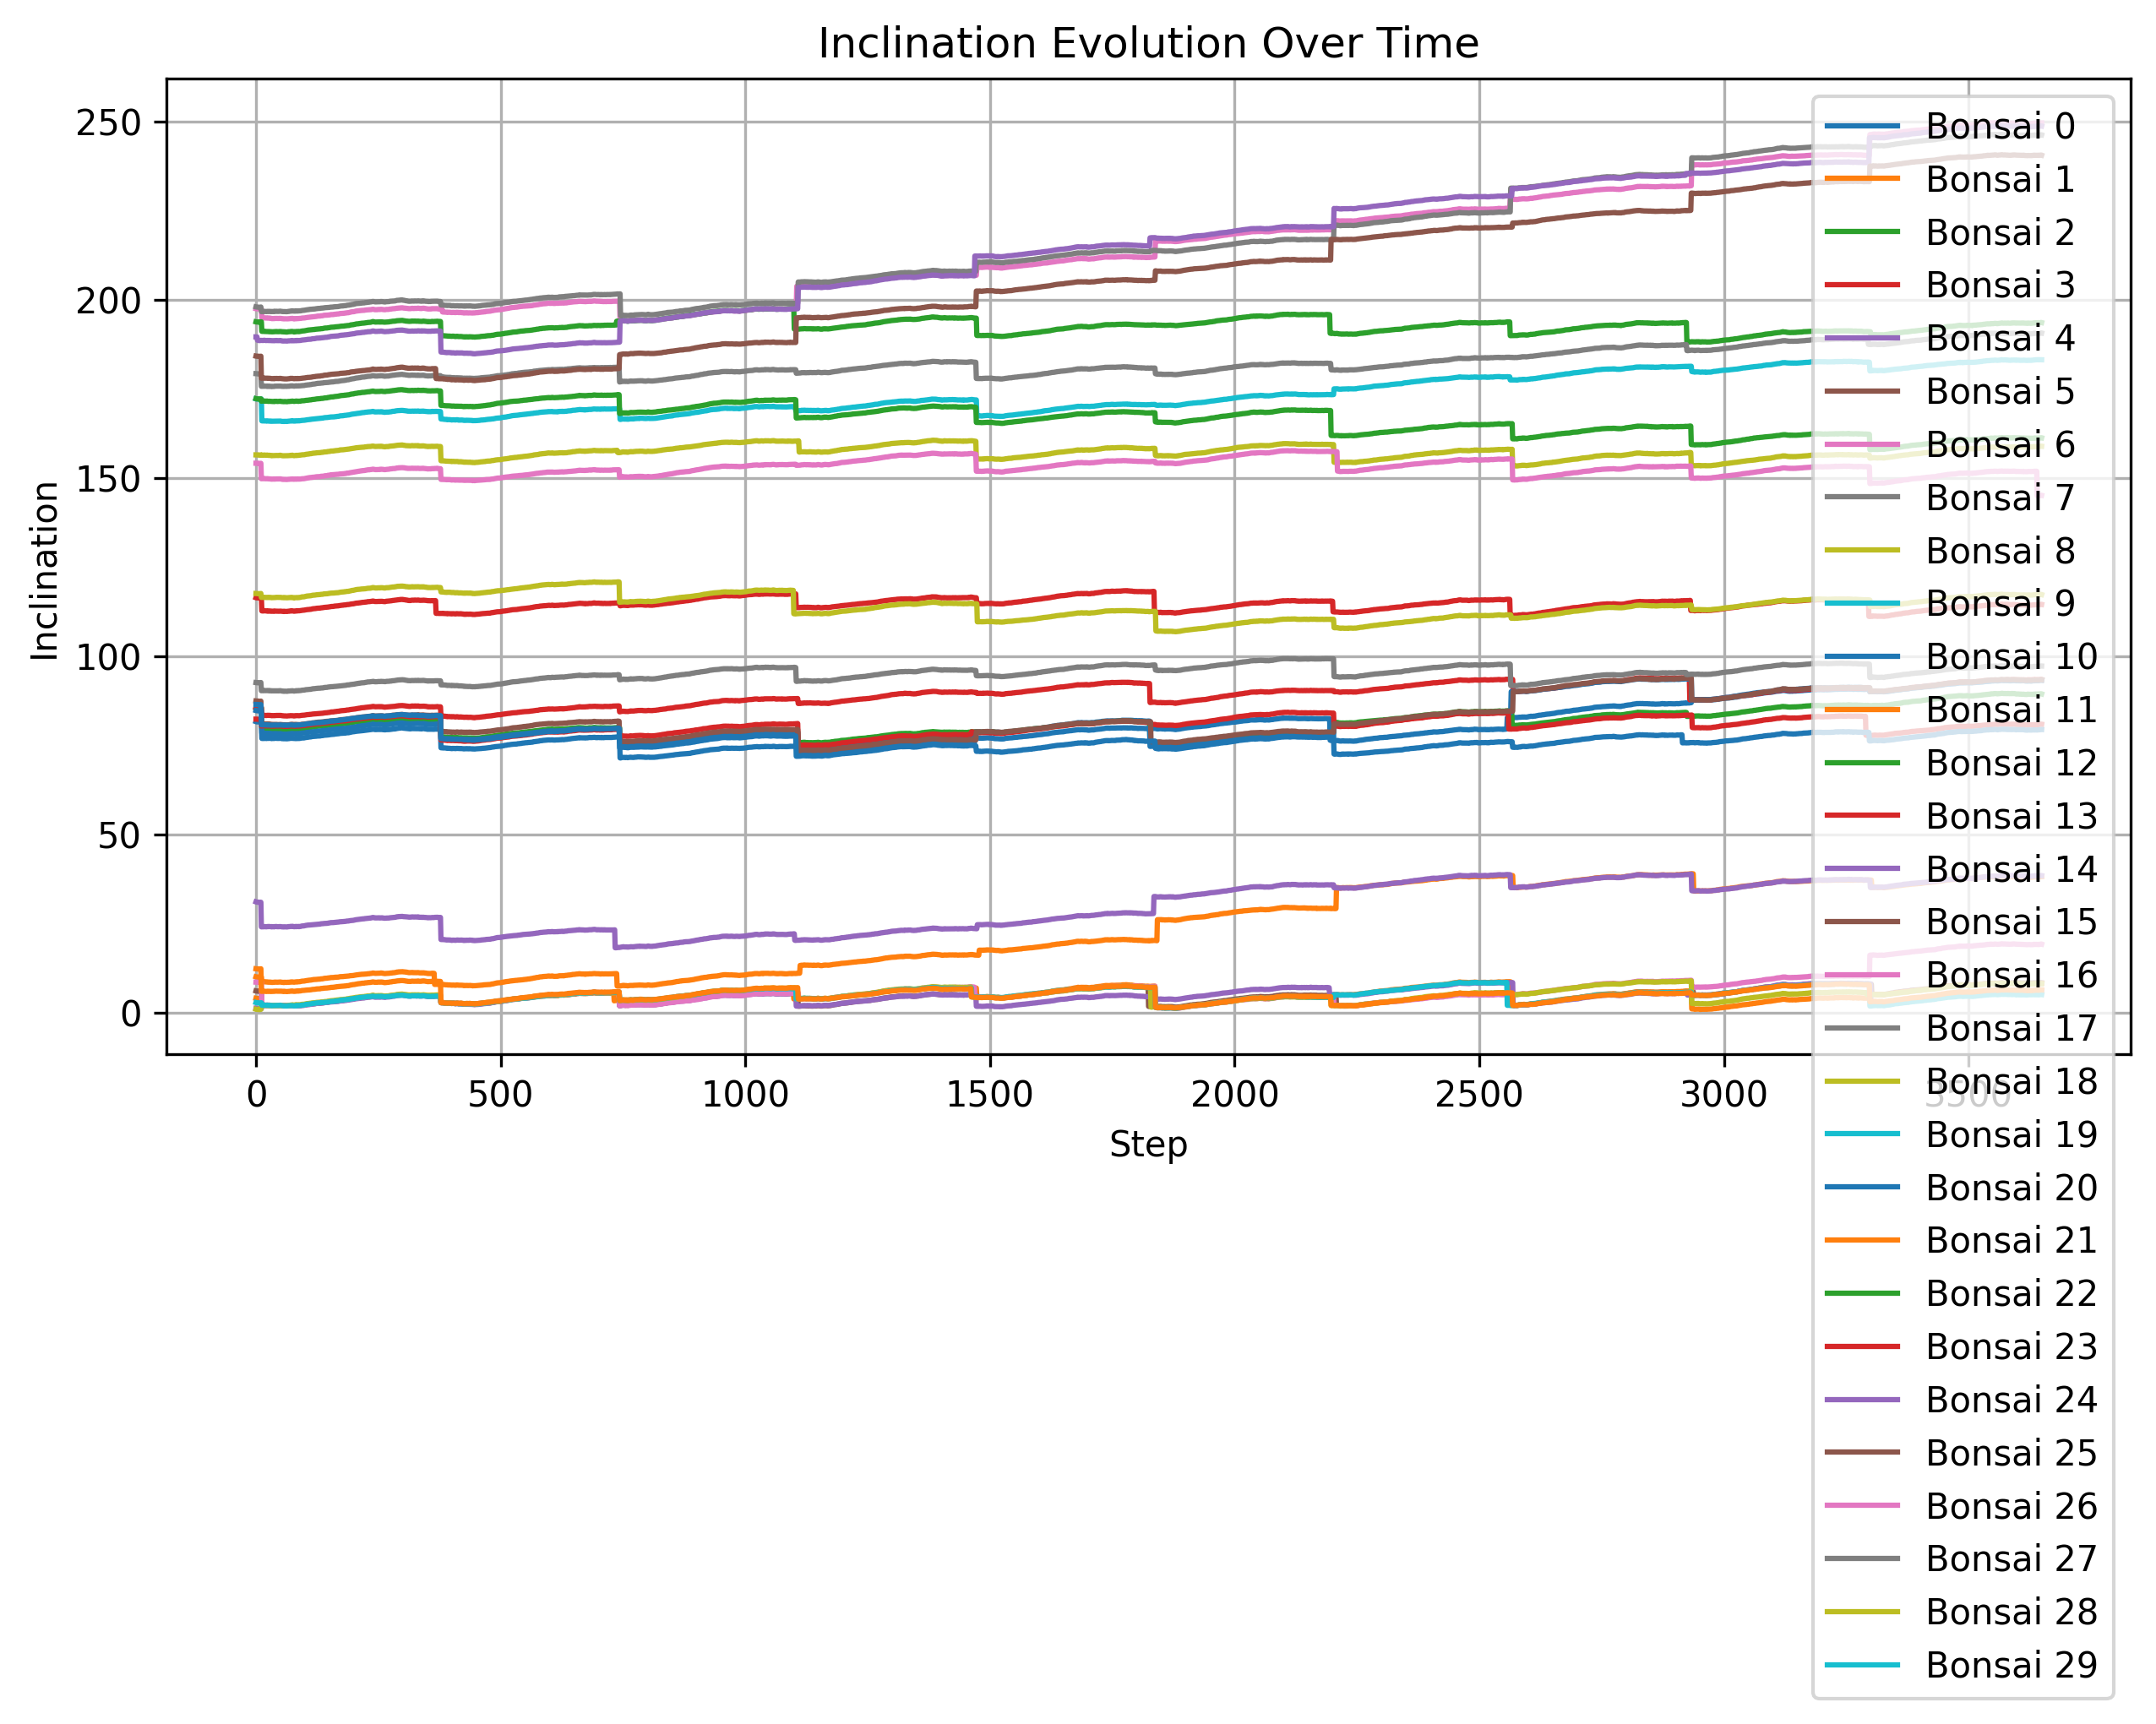 Inclination Evolution Over Time
250
200
150
100
50
0
Inclination
0
500
1000
1500
2000
2500
3000
3500
Step
Bonsai 0
Bonsai 1
Bonsai 2
Bonsai 3
Bonsai 4
Bonsai 5
Bonsai 6
Bonsai 7
Bonsai 8
Bonsai 9
Bonsai 10
Bonsai 11
Bonsai 12
Bonsai 13
Bonsai 14
Bonsai 15
Bonsai 16
Bonsai 17
Bonsai 18
Bonsai 19
Bonsai 20
Bonsai 21
Bonsai 22
Bonsai 23
Bonsai 24
Bonsai 25
Bonsai 26
Bonsai 27
Bonsai 28
Bonsai 29